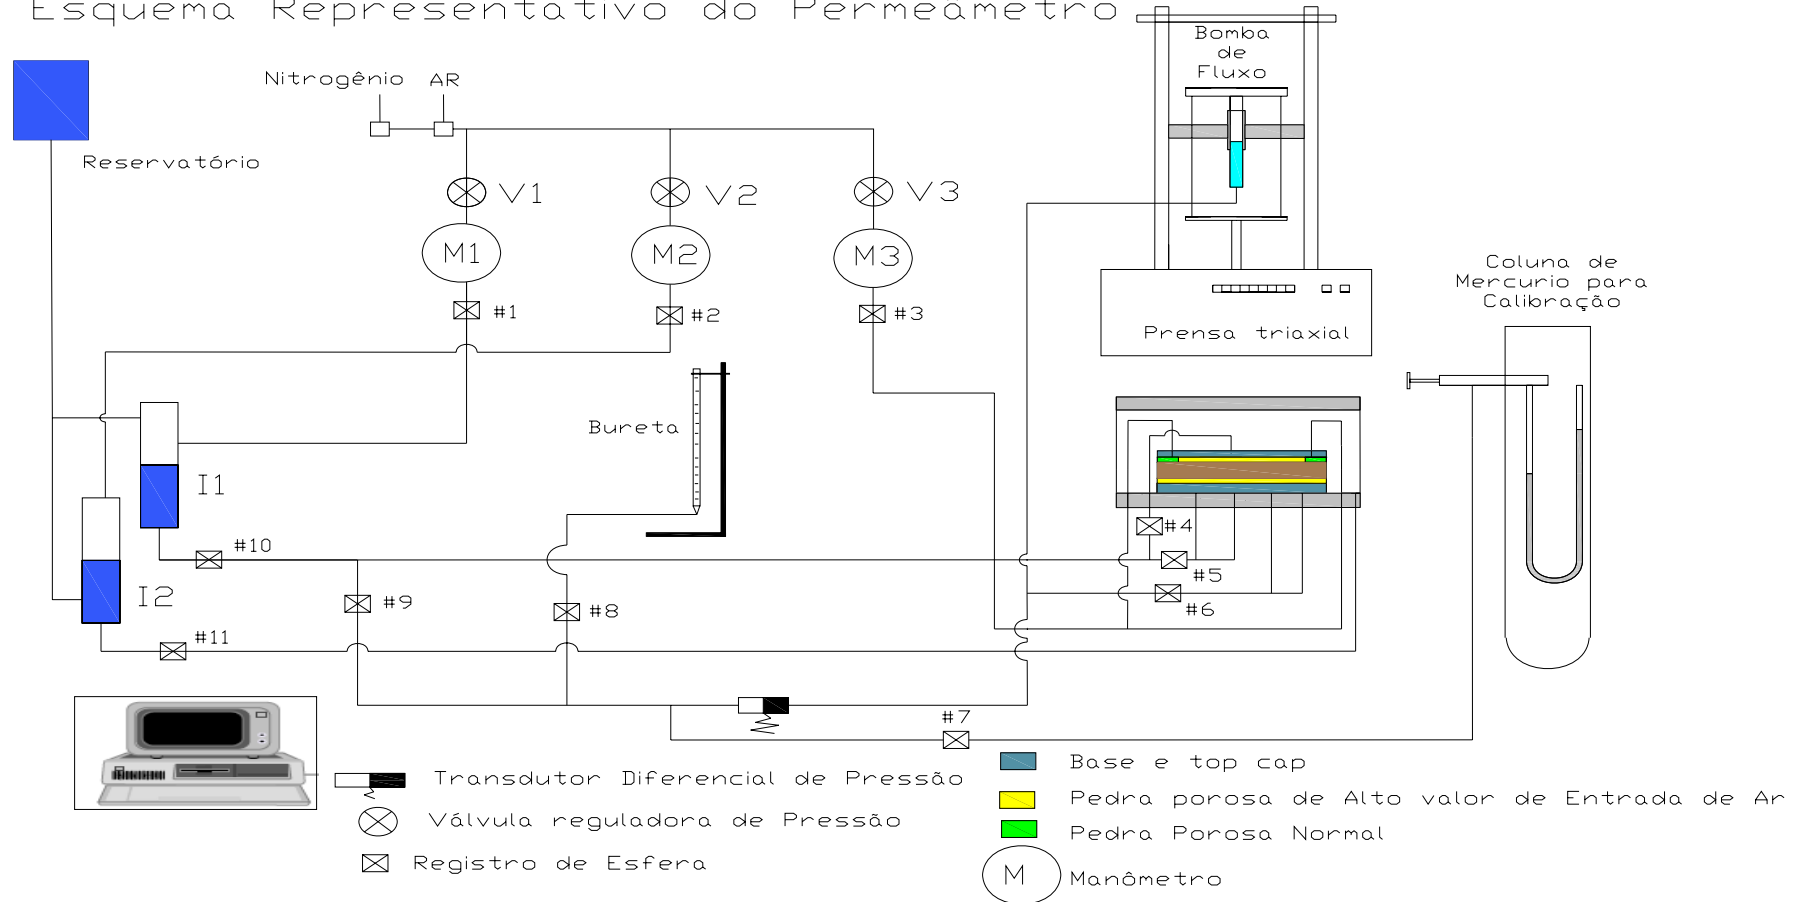 Esquema Representativo do Permeâmetro
Bomba
de
Fluxo
Nitrogênio AR
Reservatório
V1
V2
V3
M1
M2
M3
#1
#2
#3
Coluna de
Mercurio para
Calibração
Prensa triaxial
Bureta
I1
I2
#4
#5
#6
#10
#9
#8
#11
#7
Transdutor Diferencial de Pressão
Válvula reguladora de Pressão
Registro de Esfera
Base e top cap
Pedra porosa de Alto valor de Entrada de Ar
Pedra Porosa Normal
M Manômetro